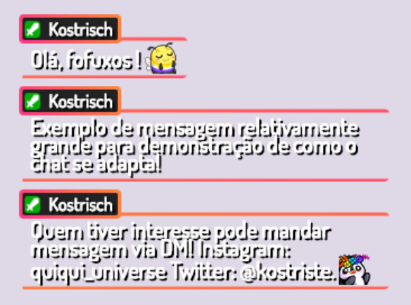 Kostrisch
Olá, fofuxos !
Kostrisch
Exemplo de mensagem relativamente
grande para demonstração de como o
chat se adapta!
Kostrisch
Quem tiver interesse pode mandar
mensagem via DM! Instagram:
quiqui_universe Twitter: @kostriste.